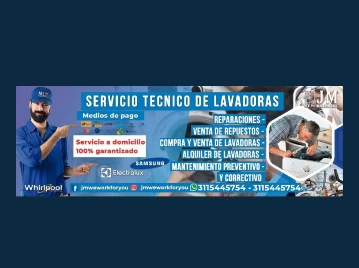 SERVICIO TECNICO DE LAVADORAS
JM
Medios de pago
Servicio a domicilio
100% garantizado
SAMSUNG
Electrolux
Whirlpool
REPARACIONES -
VENTA DE REPUESTOS -
COMPRA Y VENTA DE LAVADORAS -
ALQUILER DE LAVADORAS -
MANTENIMIENTO PREVENTIVO -
Y CORRECTIVO
jmweworkforyou
jmweworkforyou
3115445754 - 3115445754